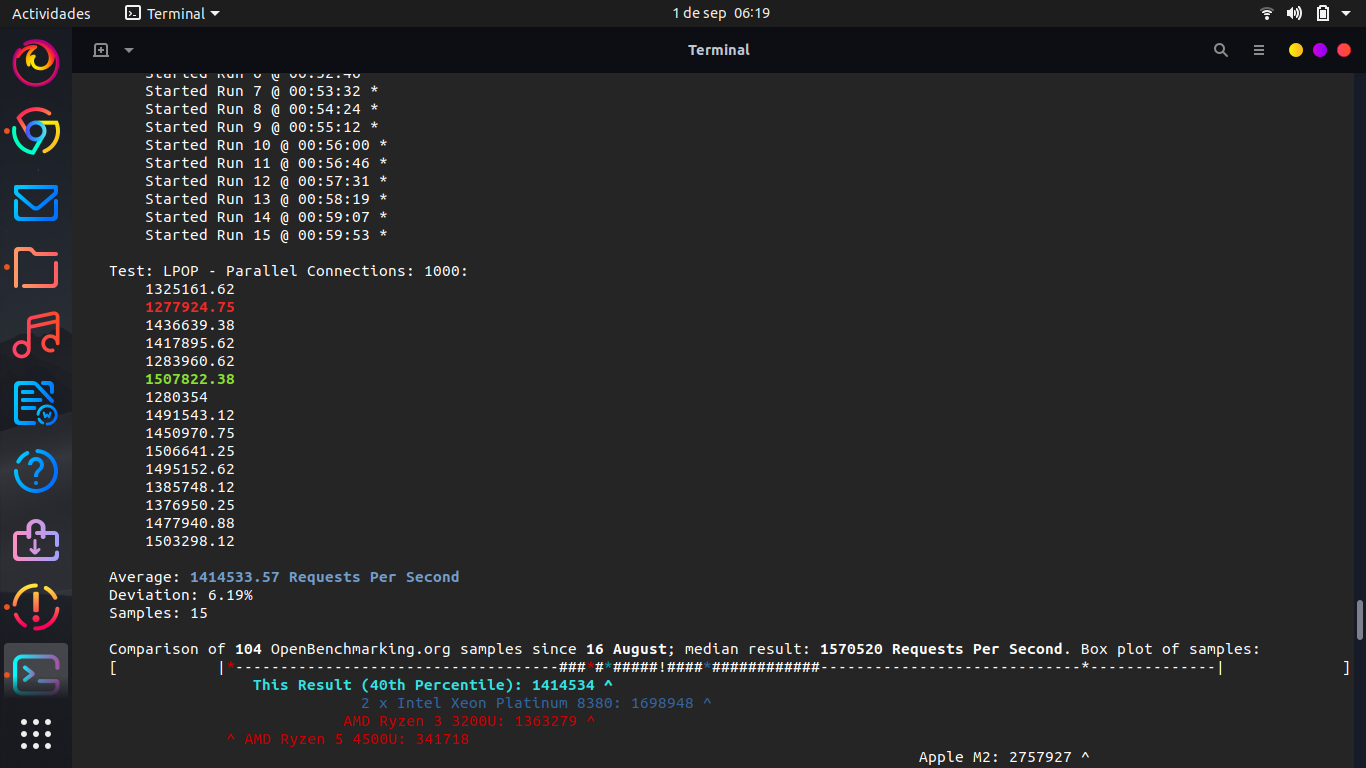 Actividades Terminal 1 de sep 06:19
Terminal
Started Run 6 @ 00:52:46
Started Run 7 @ 00:53:32 *
Started Run 8 @ 00:54:24 *
Started Run 9 @ 00:55:12 *
Started Run 10 @ 00:56:00 *
Started Run 11 @ 00:56:46 *
Started Run 12 @ 00:57:31 *
Started Run 13 @ 00:58:19 *
Started Run 14 @ 00:59:07 *
Started Run 15 @ 00:59:53 *
Test: LPOP - Parallel Connections: 1000:
1325161.62
1277924.75
1436639.38
1417895.62
1283960.62
1507822.38
1280354
1491543.12
1450970.75
1506641.25
1495152.62
1385748.12
1376950.25
1477940.88
1503298.12
Average: 1414533.57 Requests Per Second
Deviation: 6.19%
Samples: 15
Comparison of 104 OpenBenchmarking.org samples since 16 August; median result: 1570520 Requests Per Second. Box plot of samples:
[ |*------------------------------------###*#*#####!####*############-----------------------------*--------------| ]
This Result (40th Percentile): 1414534 ^
2 x Intel Xeon Platinum 8380: 1698948 ^
AMD Ryzen 3 3200U: 1363279 ^
^ AMD Ryzen 5 4500U: 341718
Apple M2: 2757927 ^